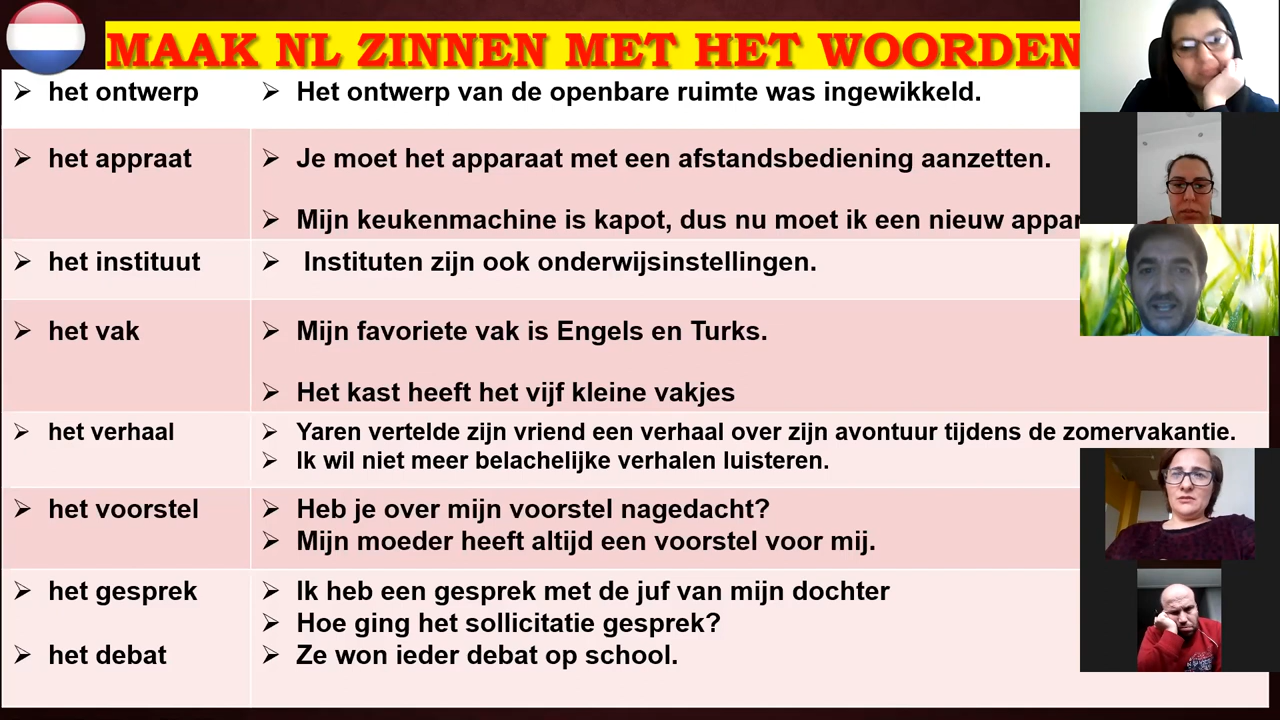 MAAK NL ZINNEN MET HET WOORDEN
het ontwerp
Het ontwerp van de openbare ruimte was ingewikkeld.
het appraat
Je moet het apparaat met een afstandsbediening aanzetten.
Mijn keukenmachine is kapot, dus nu moet ik een nieuw
het instituut
Instituten zijn ook onderwijsinstellingen.
het vak
Mijn favoriete vak is Engels en Turks.
Het kast heeft het vijf kleine vakjes
het verhaal
Yaren vertelde zijn vriend een verhaal over zijn avontuur tijdens de zomervakantie.
Ik wil niet meer belachelijke verhalen luisteren.
het voorstel
Heb je over mijn voorstel nagedacht?
Mijn moeder heeft altijd een voorstel voor mij.
het gesprek
Ik heb een gesprek met de juf van mijn dochter
Hoe ging het sollicitatie gesprek?
het debat
Ze won ieder debat op school.